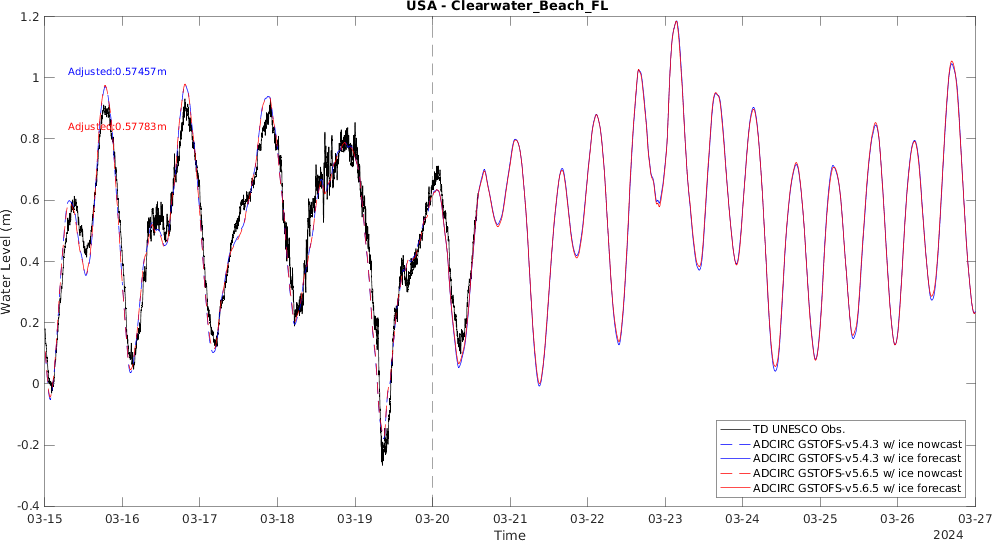 USA - Clearwater_Beach_FL
1.2
1
0.8
0.6
0.4
0.2
0
-0.2
-0.4
Water Level (m)
Adjusted:0.57457m
Adjusted:0.57783m
TD UNESCO Obs.
ADCIRC GSTOFS-v5.4.3 w/ ice nowcast
ADCIRC GSTOFS-v5.4.3 w/ ice forecast
ADCIRC GSTOFS-v5.6.5 w/ ice nowcast
ADCIRC GSTOFS-v5.6.5 w/ ice forecast
03-15 03-16 03-17 03-18 03-19 03-20 03-21 03-22 03-23 03-24 03-25 03-26 03-27
Time
2024